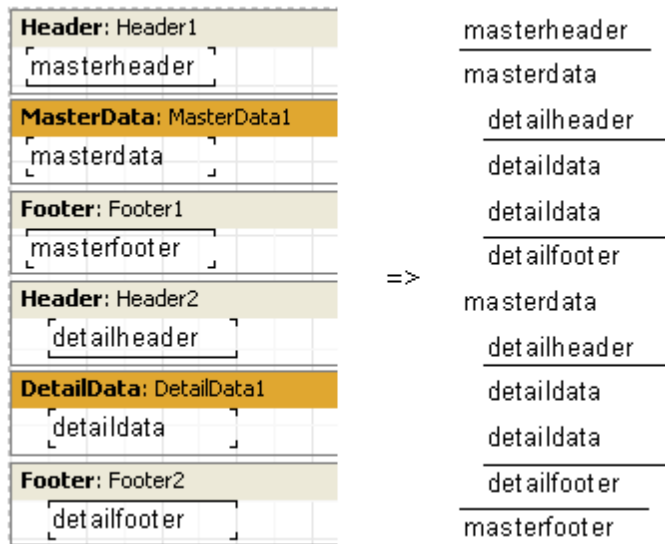 Header: Header1
masterheader
MasterData: MasterData1
masterdata
Footer: Footer1
masterfooter
Header: Header2
detailheader
DetailData: DetailData1
detaildata
Footer: Footer2
detailfooter
=>
masterheader
masterdata
detailheader
detaildata
detaildata
detailfooter
masterdata
detailheader
detaildata
detaildata
detailfooter
masterfooter